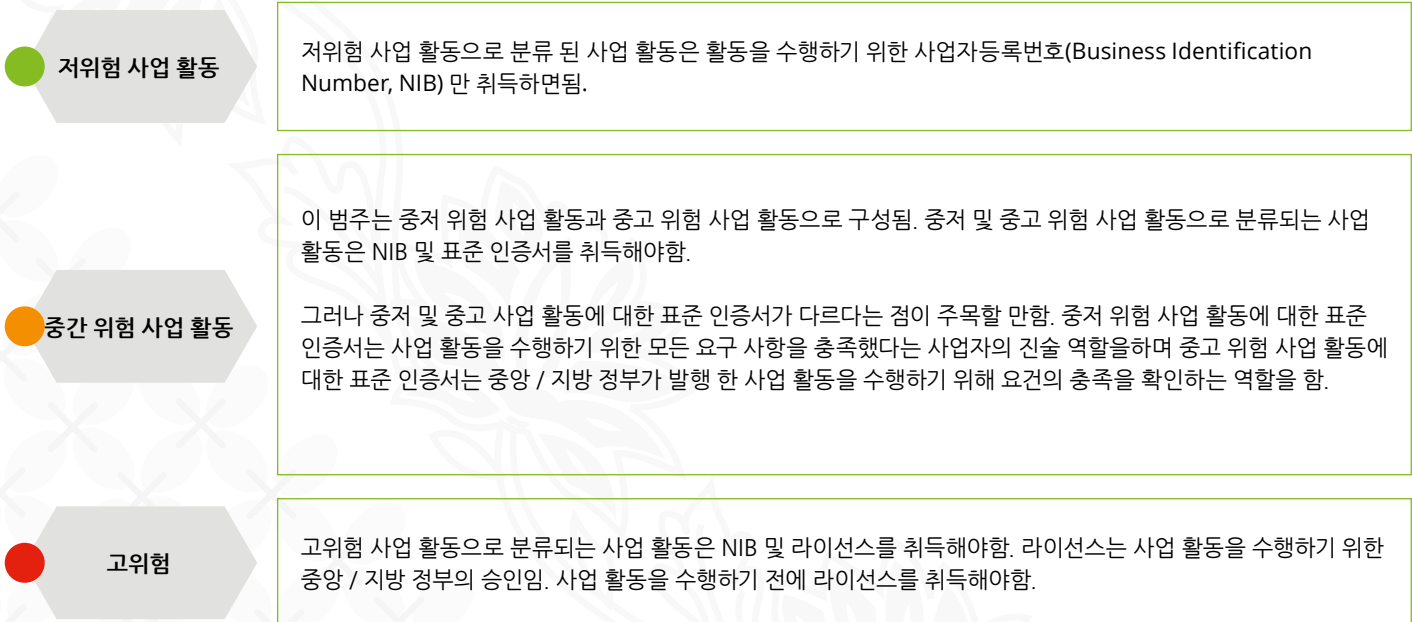 저위험 사업 활동
저위험 사업 활동으로 분류 된 사업 활동은 활동을 수행하기 위한 사업자등록번호(Business Identification
Number, NIB) 만 취득하면됨.
중간 위험 사업 활동
이 범주는 중저 위험 사업 활동과 중고 위험 사업 활동으로 구성됨. 중저 및 중고 위험 사업 활동으로 분류되는 사업
활동은 NIB 및 표준 인증서를 취득해야함.
그러나 중저 및 중고 사업 활동에 대한 표준 인증서가 다르다는 점이 주목할 만함. 중저 위험 사업 활동에 대한 표준
인증서는 사업 활동을 수행하기 위한 모든 요구 사항을 충족했다는 사업자의 진술 역할을하며 중고 위험 사업 활동에
대한 표준 인증서는 중앙 / 지방 정부가 발행 한 사업 활동을 수행하기 위해 요건의 충족을 확인하는 역할을 함.
고위험
고위험 사업 활동으로 분류되는 사업 활동은 NIB 및 라이선스를 취득해야함. 라이선스는 사업 활동을 수행하기 위한
중앙 / 지방 정부의 승인임. 사업 활동을 수행하기 전에 라이선스를 취득해야함.